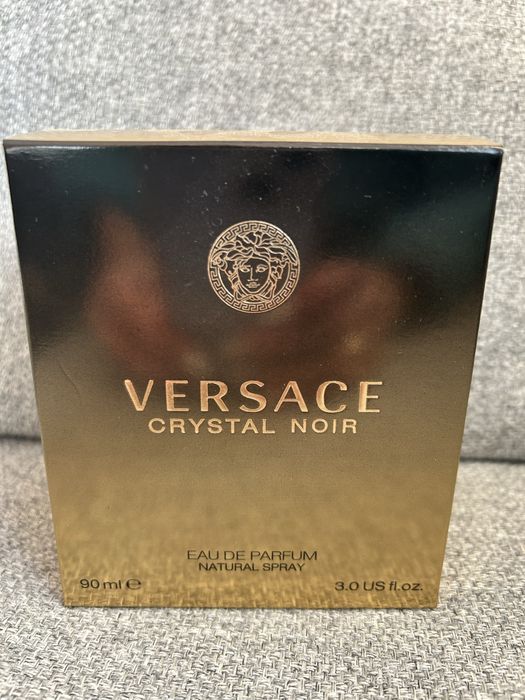 VERSACE
CRYSTAL NOIR
EAU DE PARFUM
NATURAL SPRAY
90 ml ℮ 3.0 US fl.oz.